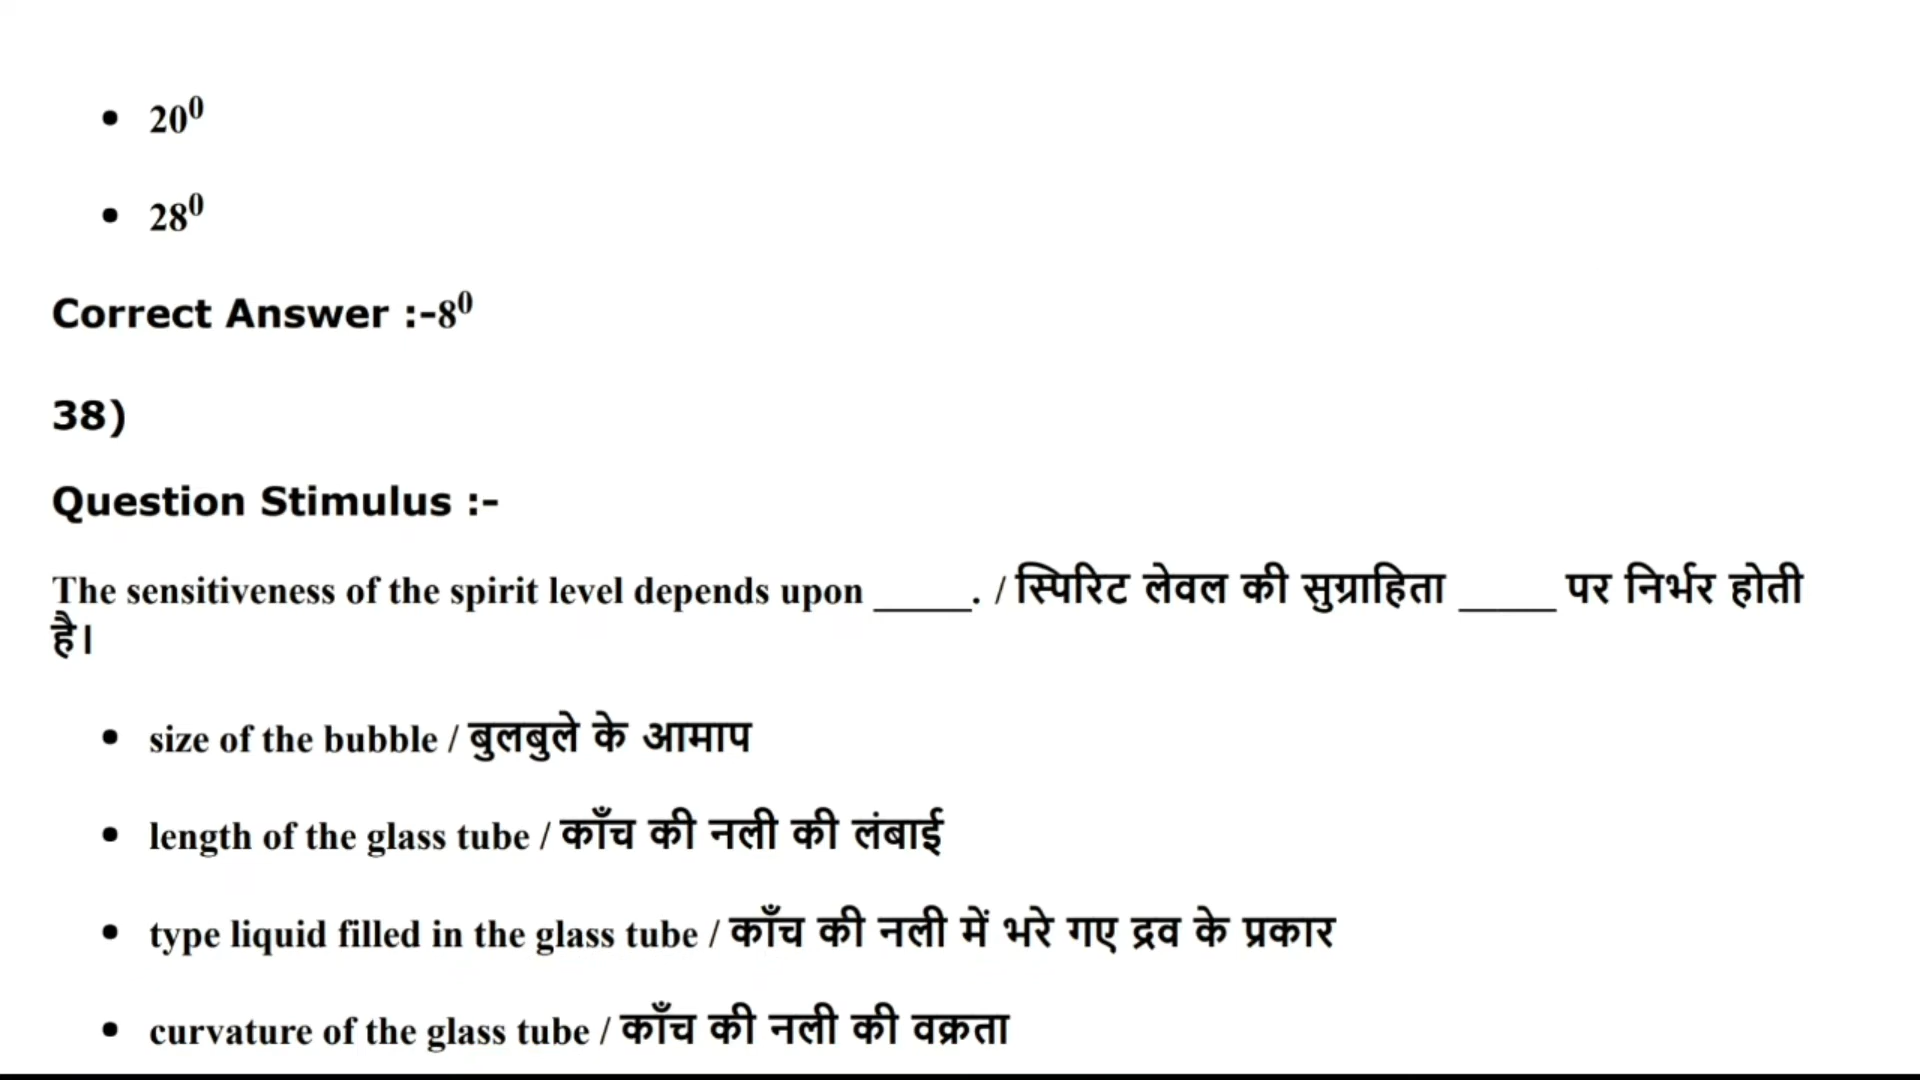 • 20⁰
• 28⁰
Correct Answer :-8⁰
38)
Question Stimulus :-
The sensitiveness of the spirit level depends upon _____. / स्पिरिट लेवल की सुग्राहिता _____ पर निर्भर होती
है।
• size of the bubble / बुलबुले के आमाप
• length of the glass tube / काँच की नली की लंबाई
• type liquid filled in the glass tube / काँच की नली में भरे गए द्रव के प्रकार
• curvature of the glass tube / काँच की नली की वक्रता